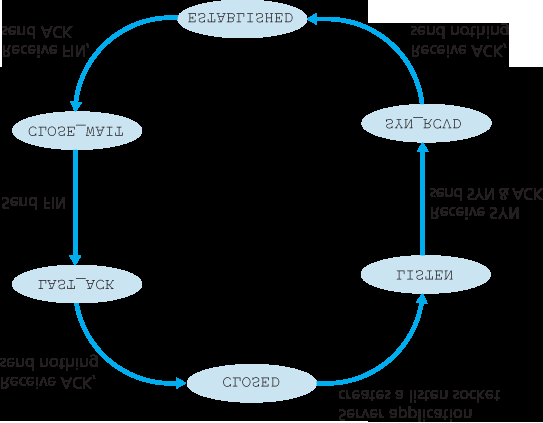 Server application
creates a listen socket
CLOSED
Receive ACK,
send nothing
LAST_ACK
LISTEN
Receive SYN
send SYN & ACK
Send FIN
CLOSE_WAIT
SYN_RCVD
Receive FIN,
send ACK
Receive ACK,
send nothing
ESTABLISHED